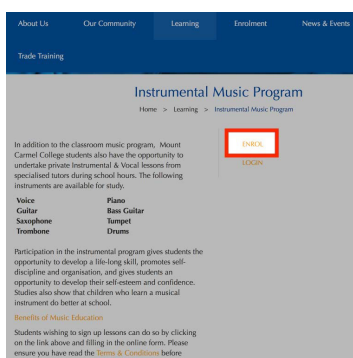 About Us Our Community Learning Enrolment News & Events
Trade Training
Instrumental Music Program
Home > Learning > Instrumental Music Program
In addition to the classroom music program, Mount
Carmel College students also have the opportunity to
undertake private Instrumental & Vocal lessons from
specialised tutors during school hours. The following
instruments are available for study.
Voice Piano
Guitar Bass Guitar
Saxophone Tumpet
Trombone Drums
Participation in the instrumental program gives students the
opportunity to develop a life-long skill, promotes self-
discipline and organisation, and gives students an
opportunity to develop their self-esteem and confidence.
Studies also show that children who learn a musical
instrument do better at school.
Benefits of Music Education
Students wishing to sign up lessons can do so by clicking
on the link above and filling in the online form. Please
ensure you have read the Terms & Conditions before
ENROL
LOGIN